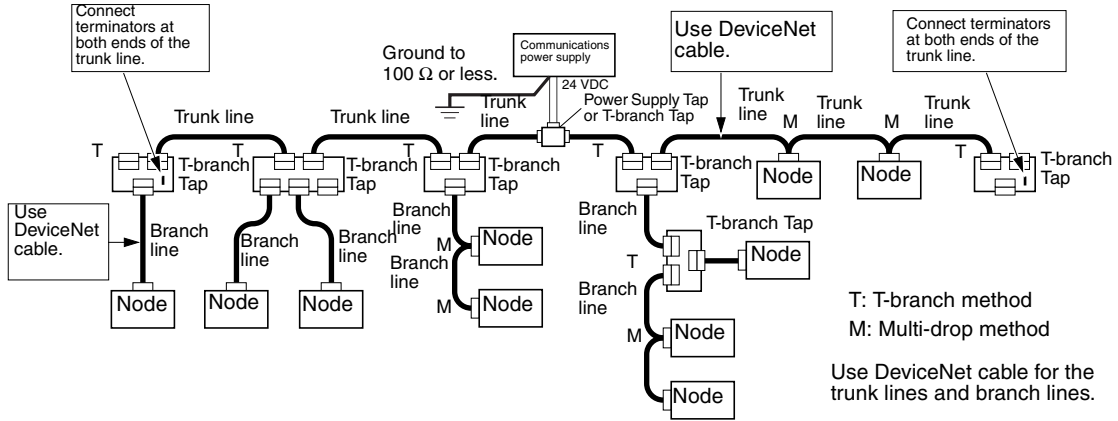 Connect terminators at
both ends of the
trunk line.
Ground to
100 Ω or less.
Communications
power supply
24 VDC
Use DeviceNet
cable.
Connect terminators
at both ends of the
trunk line.
Power Supply Tap
or T-branch Tap
Trunk line
Trunk line
Trunk
line
Trunk
line
Trunk
line
Trunk
line
M
M
T
T
T
T
T
T-branch
Tap
T-branch
Tap
T-branch
Tap
T-branch
Tap
Node
Node
T-branch
Tap
Use
DeviceNet
cable.
Branch
line
Branch
line
Branch
line
Branch
line
M
Branch
line
M
Node
Node
Node
Node
Node
Branch
line
T-branch Tap
T
Node
Branch
line
M
Node
Node
T: T-branch method
M: Multi-drop method
Use DeviceNet cable for the
trunk lines and branch lines.